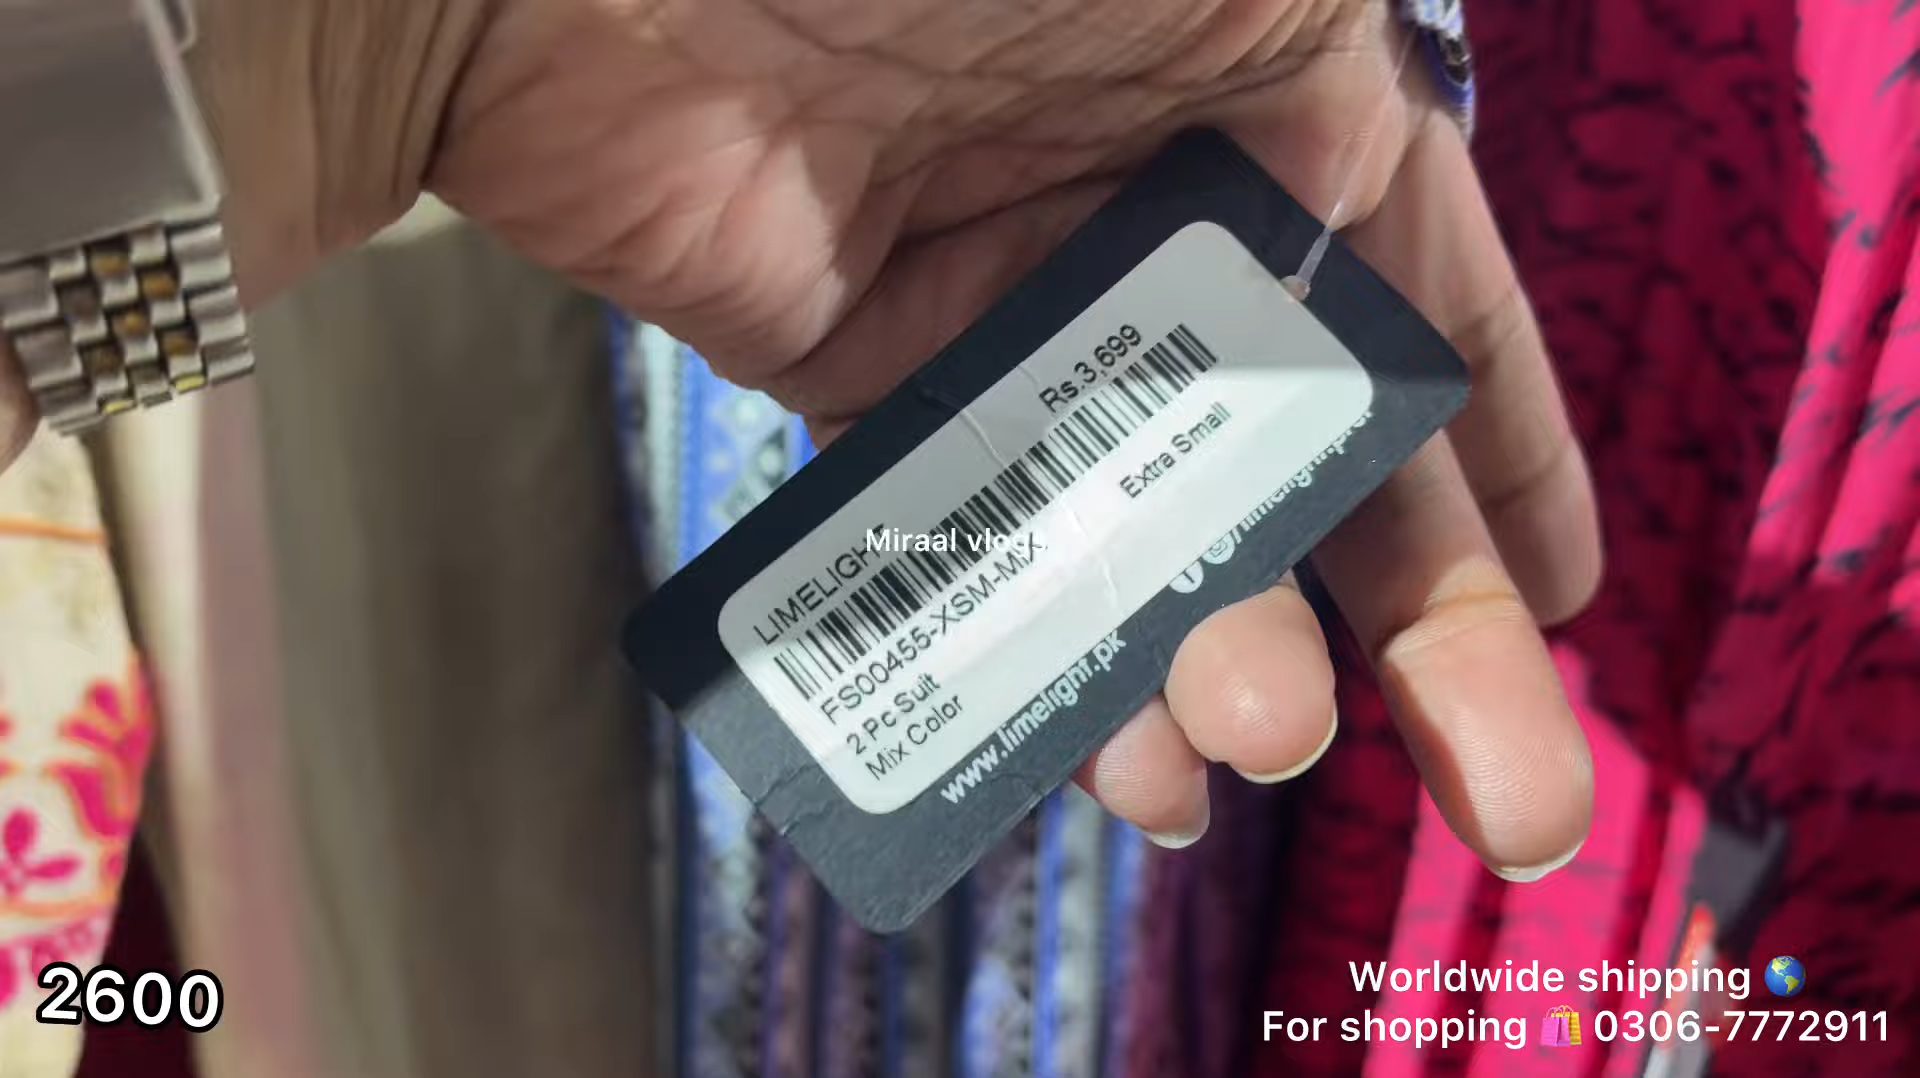 Rs.3,699
LIMELIGHT
FS00455-XSM-MIX
Extra Small
2 Pc Suit
Mix Color
www.limelight.pk
Miraal vlogs
2600
Worldwide shipping 🌎
For shopping 🛍️ 0306-7772911